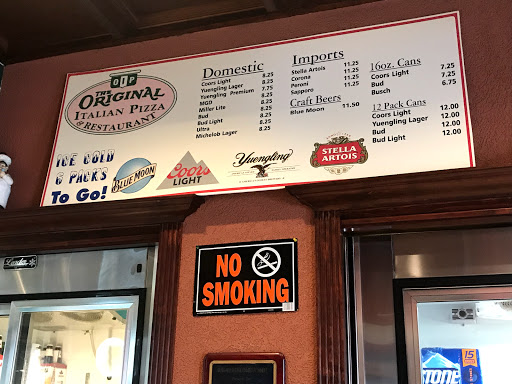 OIP
THE
ORIGINAL
ITALIAN PIZZA
& RESTAURANT
ICE COLD
6 PACKS
To Go!
BLUE MOON
Coors
LIGHT
Yuengling
STELLA
ARTOIS
Domestic
Coors Light 8.25
Yuengling Lager 8.25
Yuengling Premium 7.75
MGD 6.25
Miller Lite 8.25
Bud 8.25
Bud Light 8.25
Ultra 8.25
Michelob Lager 8.25
Imports
Stella Artois 11.25
Corona 11.25
Peroni 11.25
Sapporo 11.25
Craft Beers
Blue Moon 11.50
16oz. Cans
Coors Light 7.25
Bud 7.25
Busch 6.75
12 Pack Cans
Coors Light 12.00
Yuengling Lager 12.00
Bud 12.00
Bud Light 12.00
NO
SMOKING
15